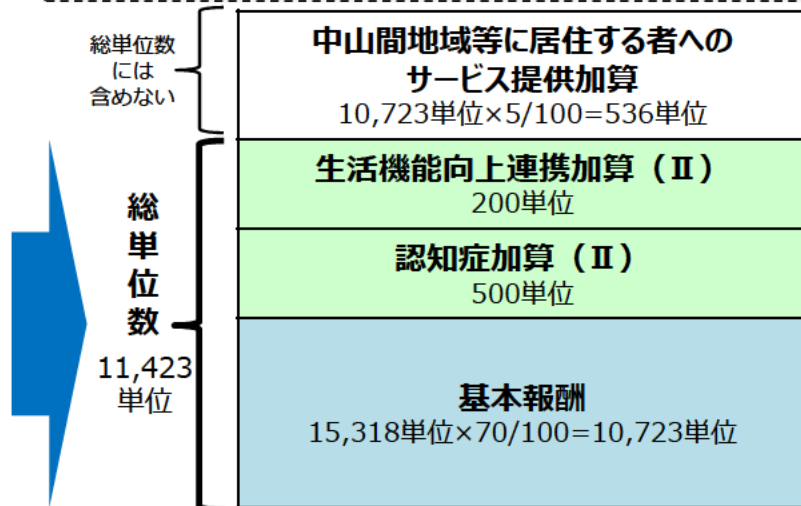 総単位数
には
含めない
中山間地域等に居住する者への
サービス提供加算
10,723単位×5/100=536単位
総
単
位
数
11,423
単位
生活機能向上連携加算（Ⅱ）
200単位
認知症加算（Ⅱ）
500単位
基本報酬
15,318単位×70/100=10,723単位